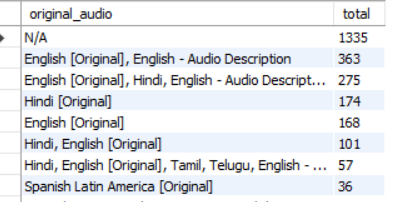 original_audio total
N/A 1335
English [Original], English - Audio Description 363
English [Original], Hindi, English - Audio Descript... 275
Hindi [Original] 174
English [Original] 168
Hindi, English [Original] 101
Hindi, English [Original], Tamil, Telugu, English - ... 57
Spanish Latin America [Original] 36